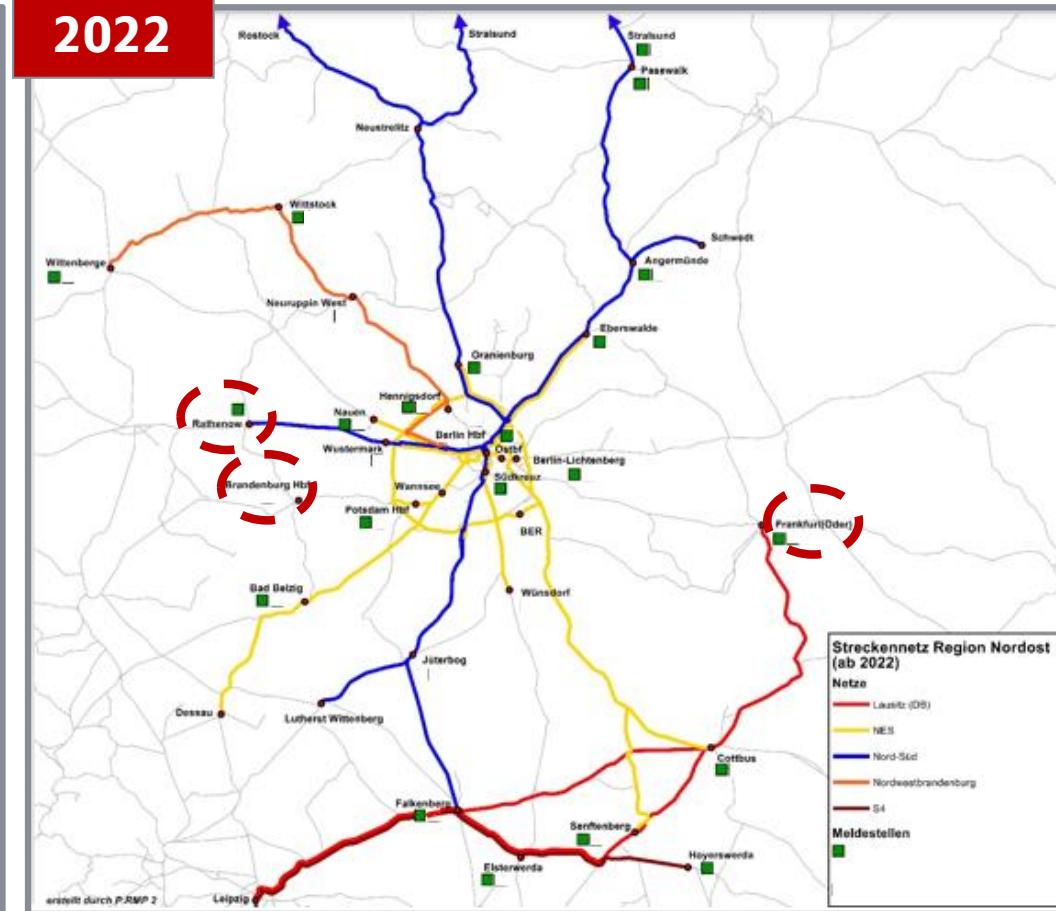 2022
Rostock
Stralsund
Stralsund
Pasewalk
Neustrelitz
Wittstock
Schwedt
Wittenberge
Angermünde
Neuruppin West
Eberswalde
Oranienburg
Hennigsdorf
Nauen
Rathenow
Berlin Hbf
Wustermark
Ostbf
Berlin-Lichtenberg
Südkreuz
Brandenburg Hbf
Wannsee
Potsdam Hbf
Frankfurt(Oder)
BER
Bad Belzig
Wünsdorf
Jüterbog
Dessau
Lutherst Wittenberg
Cottbus
Falkenberg
Senftenberg
Hoyerswerda
Elsterwerda
Leipzig
erstellt durch P.RMP 2
Streckennetz Region Nordost
(ab 2022)
Netze
Lausitz (DB)
NES
Nord-Süd
Nordwestbrandenburg
S4
Meldestellen